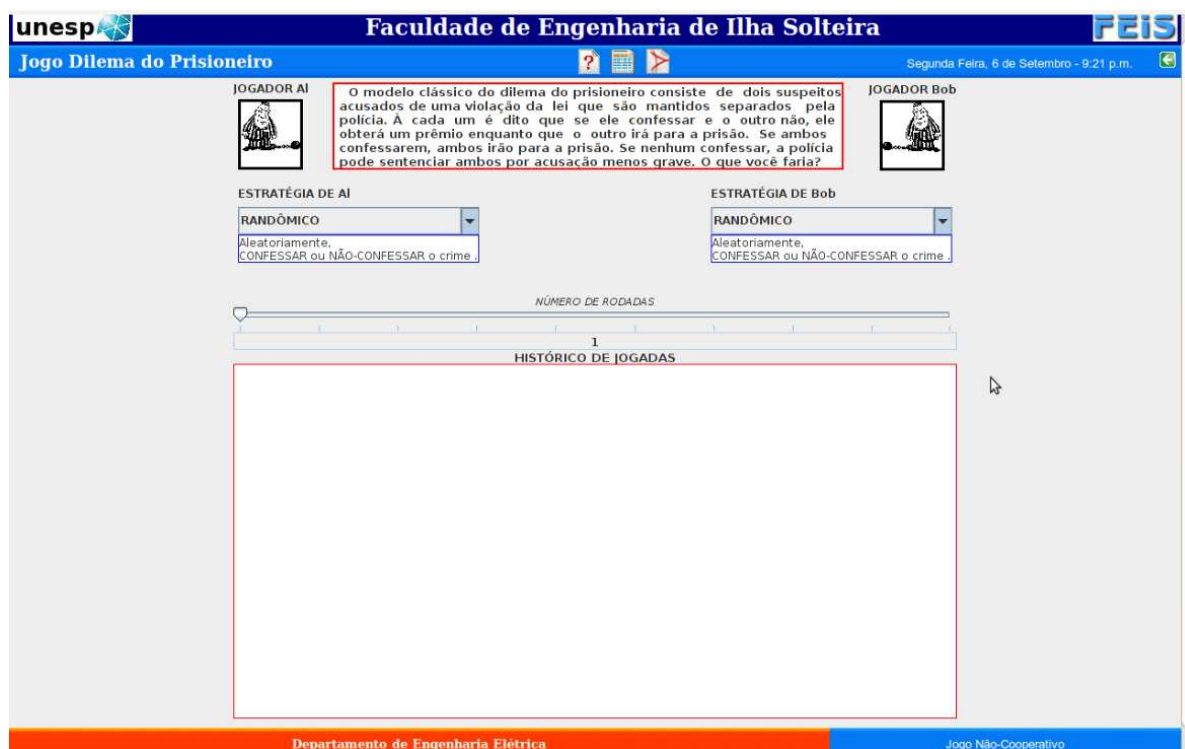 unesp
Faculdade de Engenharia de Ilha Solteira
FEIS
Jogo Dilema do Prisioneiro
?
Segunda Feira, 6 de Setembro - 9:21 p.m.
JOGADOR Al
O modelo clássico do dilema do prisioneiro consiste de dois suspeitos
acusados de uma violação da lei que são mantidos separados pela
polícia. À cada um é dito que se ele confessar e o outro não, ele
obterá um prêmio enquanto que o outro irá para a prisão. Se ambos
confessarem, ambos irão para a prisão. Se nenhum confessar, a polícia
pode sentenciar ambos por acusação menos grave. O que você faria?
JOGADOR Bob
ESTRATÉGIA DE Al
ESTRATÉGIA DE Bob
RANDÔMICO
RANDÔMICO
Aleatoriamente,
CONFESSAR ou NÃO-CONFESSAR o crime .
Aleatoriamente,
CONFESSAR ou NÃO-CONFESSAR o crime .
NÚMERO DE RODADAS
1
HISTÓRICO DE JOGADAS
Departamento de Engenharia Elétrica
Jogo Não-Cooperativo